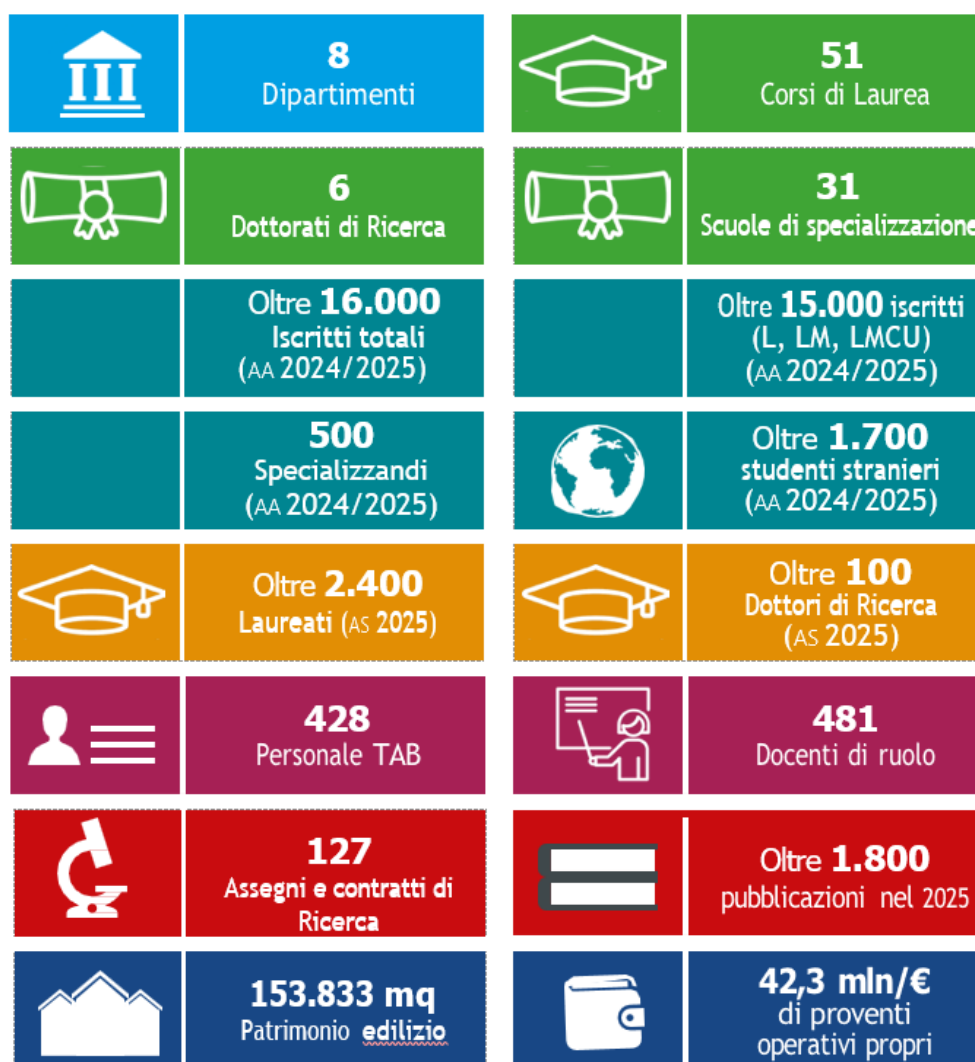 8
Dipartimenti
51
Corsi di Laurea
6
Dottorati di Ricerca
31
Scuole di specializzazione
Oltre 16.000
Iscritti totali
(AA 2024/2025)
Oltre 15.000 iscritti
(L, LM, LMCU)
(AA 2024/2025)
500
Specializzandi
(AA 2024/2025)
Oltre 1.700
studenti stranieri
(AA 2024/2025)
Oltre 2.400
Laureati (AS 2025)
Oltre 100
Dottori di Ricerca
(AS 2025)
428
Personale TAB
481
Docenti di ruolo
127
Assegni e contratti di
Ricerca
Oltre 1.800
pubblicazioni nel 2025
153.833 mq
Patrimonio edilizio
42,3 mln/€
di proventi
operativi propri